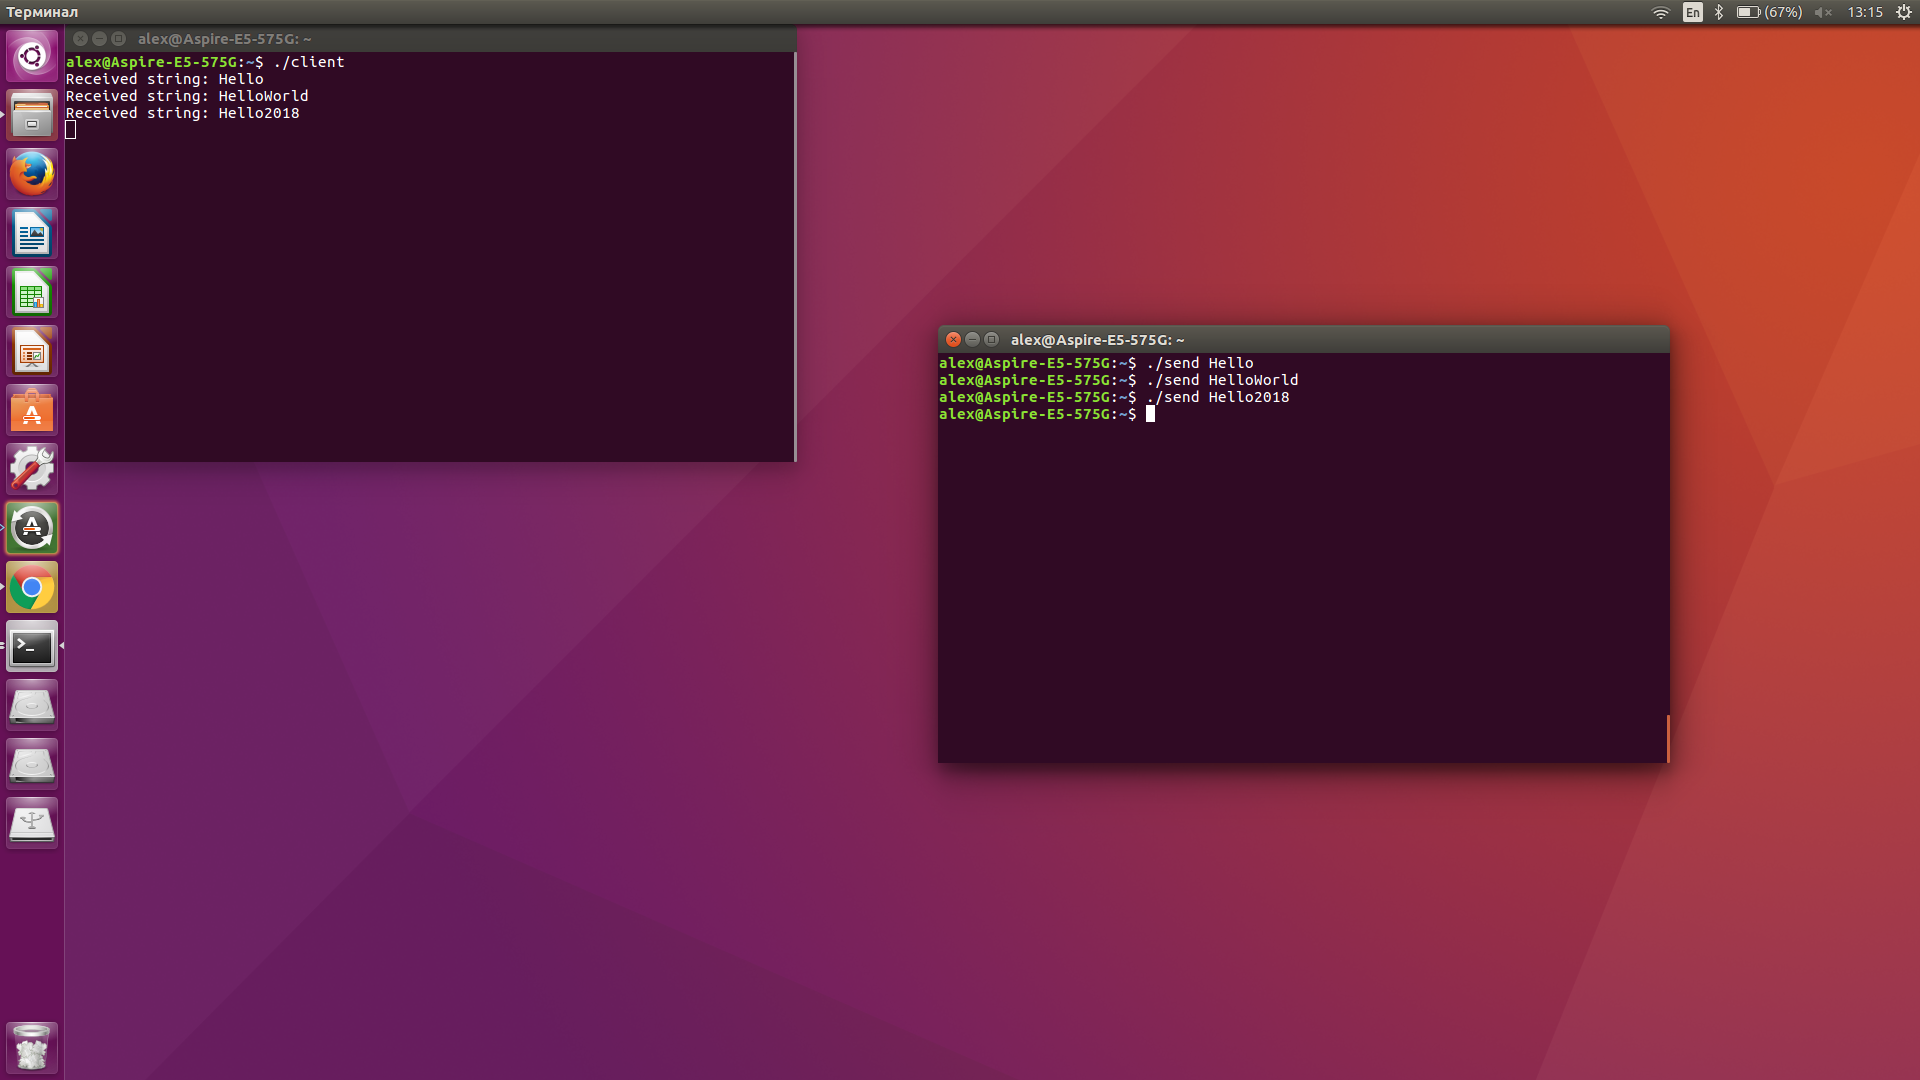 Терминал
En
(67%)
13:15
alex@Aspire-E5-575G: ~
alex@Aspire-E5-575G:~$ ./client
Received string: Hello
Received string: HelloWorld
Received string: Hello2018
alex@Aspire-E5-575G: ~
alex@Aspire-E5-575G:~$ ./send Hello
alex@Aspire-E5-575G:~$ ./send HelloWorld
alex@Aspire-E5-575G:~$ ./send Hello2018
alex@Aspire-E5-575G:~$